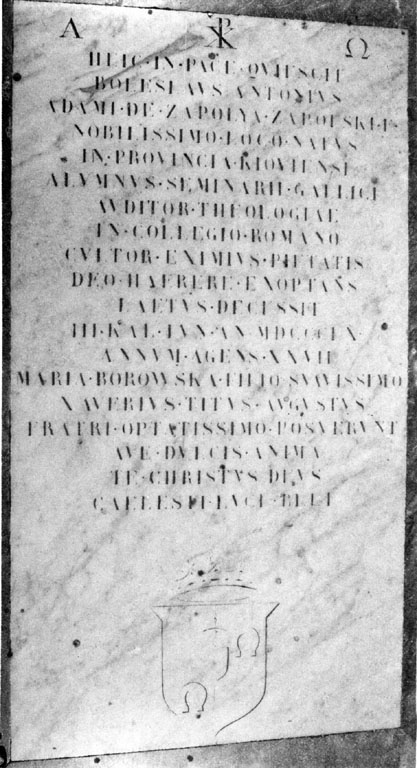 Α ☧ Ω
HEIC · IN · PACE · QVIESCIT
BOLESLAVS · ANTONIVS
ADAMI · DE · ZAPOLYA · ZAPOLSKI · F ·
NOBILISSIMO · LOCO · NATVS
IN · PROVINCIA · KIOVIENSI
ALVMNVS · SEMINARII · GALLICI
AVDITOR · THEOLOGIAE
IN · COLLEGIO · ROMANO
CVLTOR · EXIMIVS · PIETATIS
DEO · HAERERE · EXOPTANS
LAETVS · DECESSIT
III · KAL · IVN · AN · MDCCCLX ·
ANNVM · AGENS · XXVII
MARIA · BOROWSKA · FILIO · SVAVISSIMO
XAVERIVS · TITVS · AVGVSTVS
FRATRI · OPTATISSIMO · POSVERVNT
AVE · DVLCIS · ANIMA
TE · CHRISTVS · DEVS
CAELESTI · LVCE · BEET